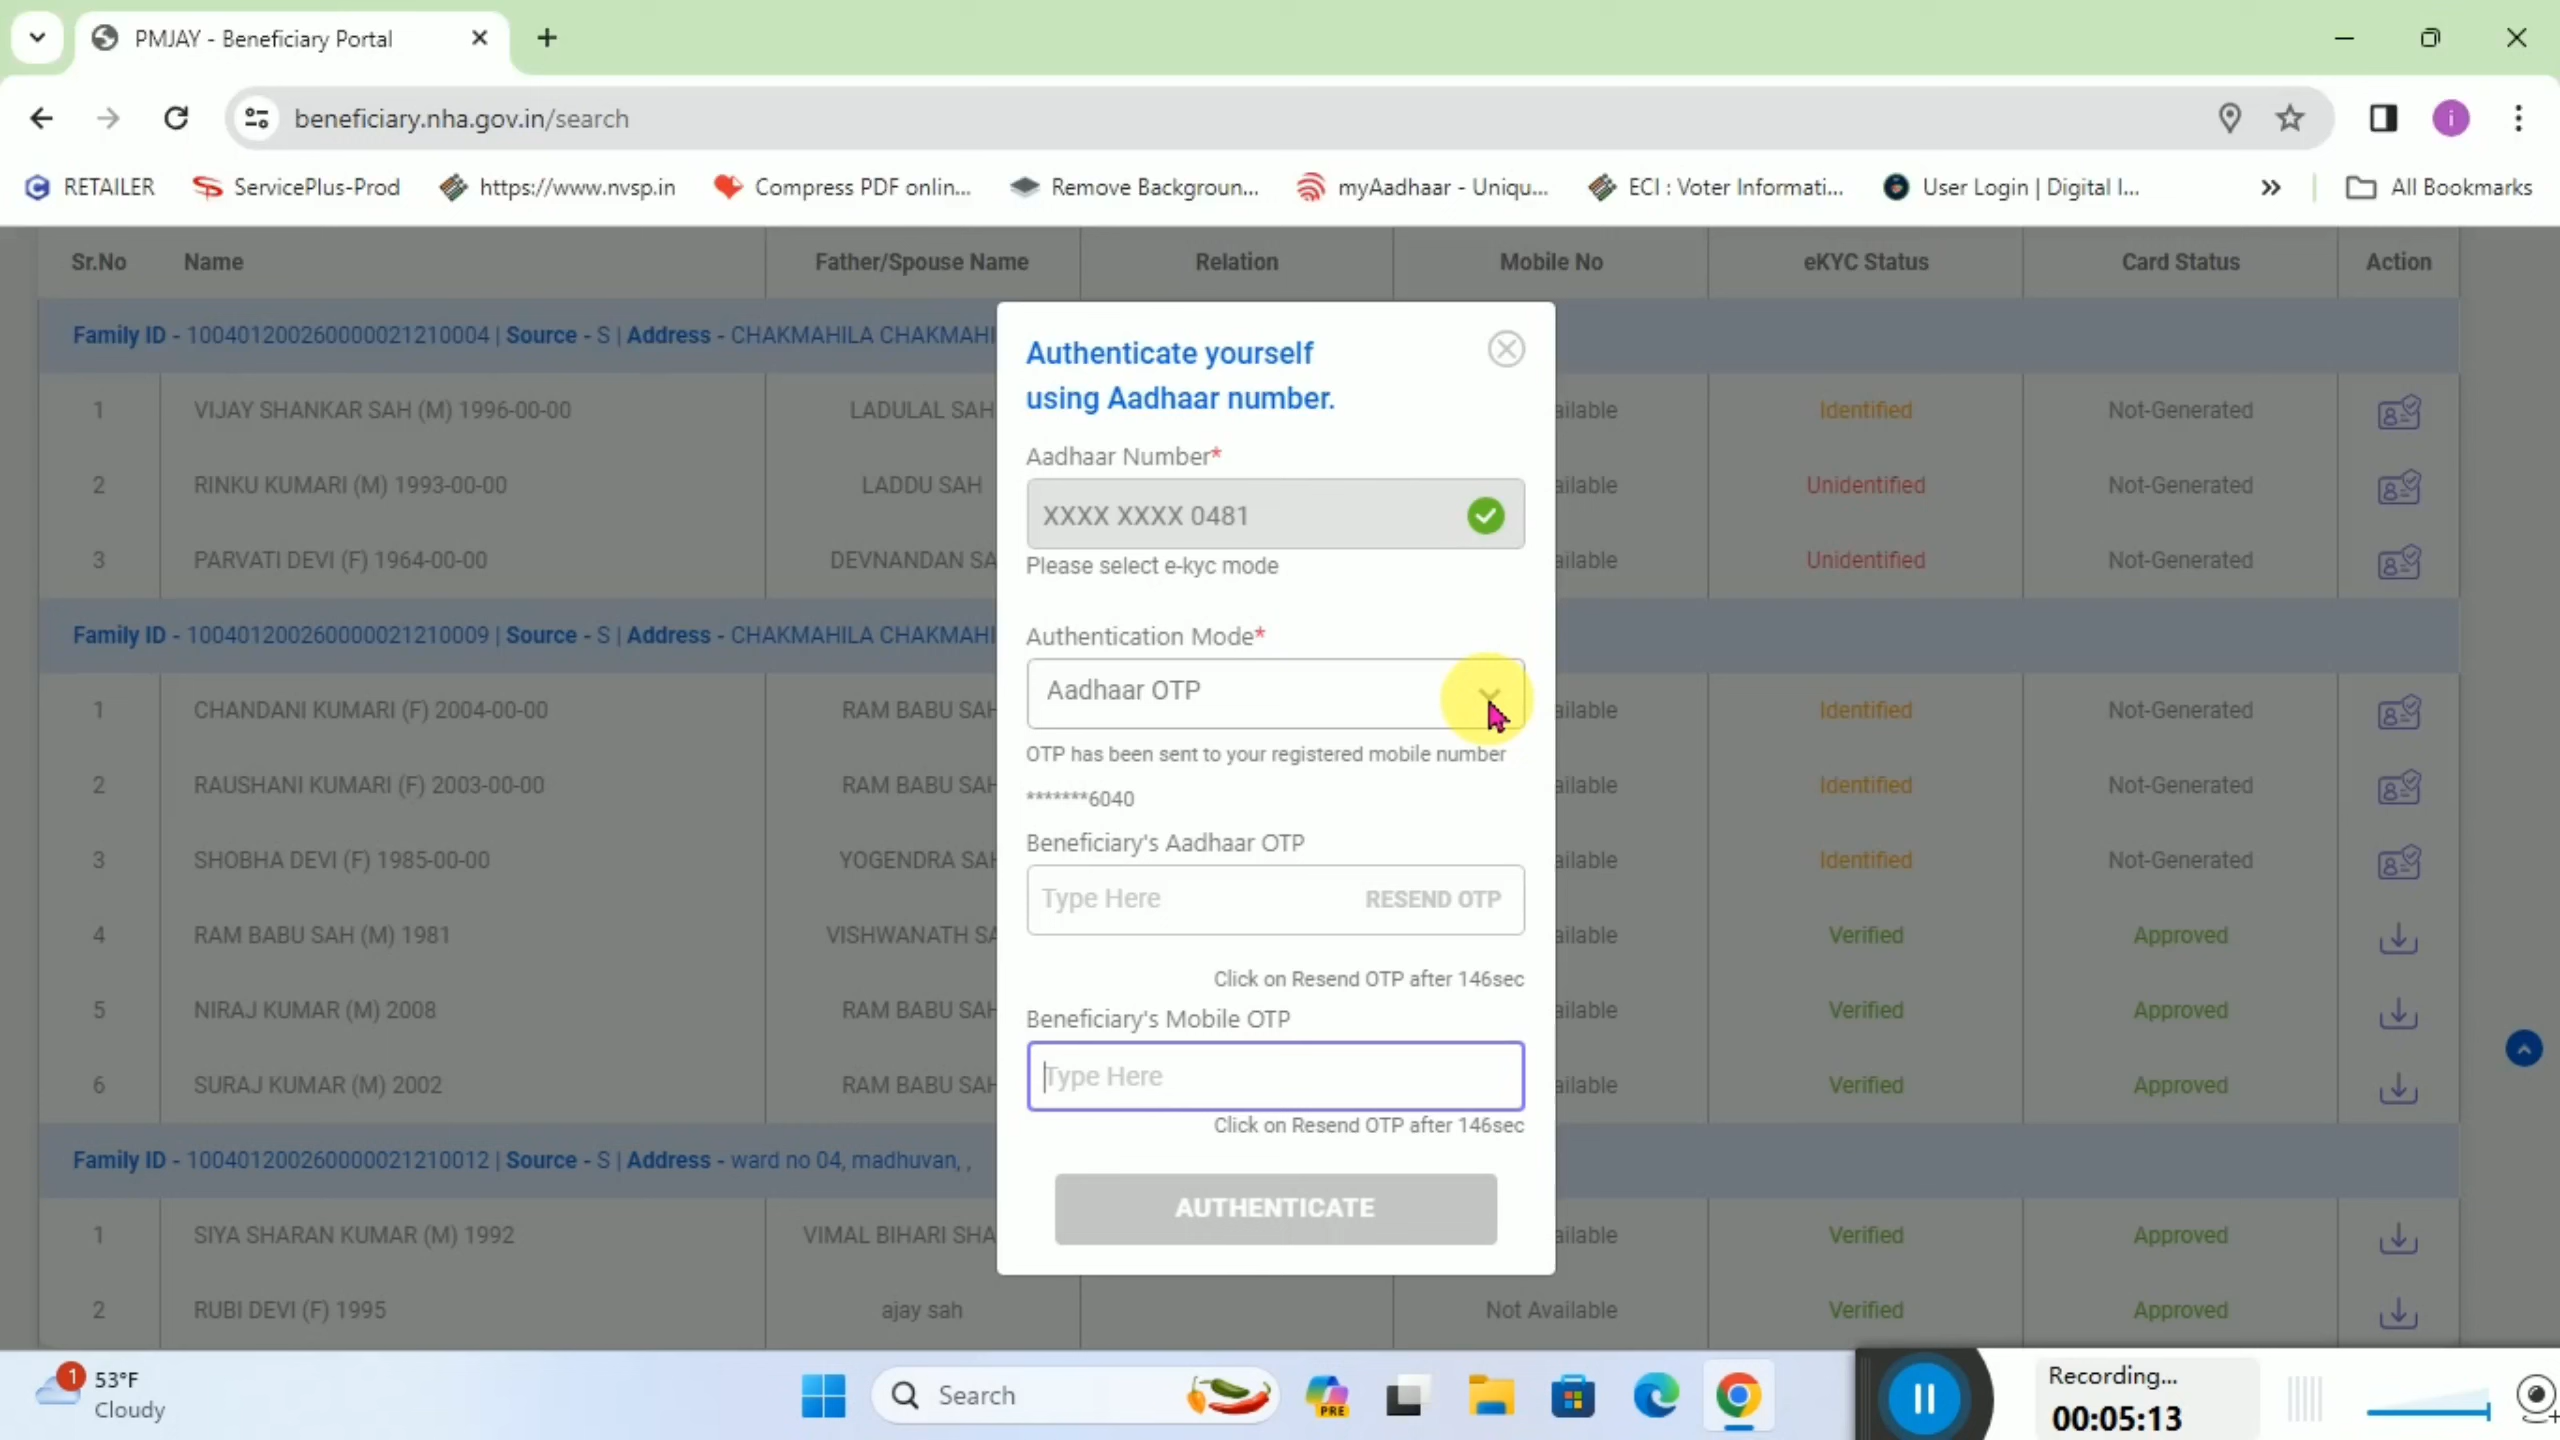 PMJAY - Beneficiary Portal
beneficiary.nha.gov.in/search
i
RETAILER
ServicePlus-Prod
https://www.nvsp.in
Compress PDF onlin...
Remove Backgroun...
myAadhaar - Uniqu...
ECI : Voter Informati...
User Login | Digital I...
All Bookmarks
Sr.No Name Father/Spouse Name Relation Mobile No eKYC Status Card Status Action
Family ID - 100401200260000021210004 | Source - S | Address - CHAKMAHILA CHAKMAHI
1 VIJAY SHANKAR SAH (M) 1996-00-00 LADULAL SAH ailable Identified Not-Generated
2 RINKU KUMARI (M) 1993-00-00 LADDU SAH ailable Unidentified Not-Generated
3 PARVATI DEVI (F) 1964-00-00 DEVNANDAN SA ailable Unidentified Not-Generated
Family ID - 100401200260000021210009 | Source - S | Address - CHAKMAHILA CHAKMAHI
1 CHANDANI KUMARI (F) 2004-00-00 RAM BABU SAH ailable Identified Not-Generated
2 RAUSHANI KUMARI (F) 2003-00-00 RAM BABU SAH ailable Identified Not-Generated
3 SHOBHA DEVI (F) 1985-00-00 YOGENDRA SAH ailable Identified Not-Generated
4 RAM BABU SAH (M) 1981 VISHWANATH SA ailable Verified Approved
5 NIRAJ KUMAR (M) 2008 RAM BABU SAH ailable Verified Approved
6 SURAJ KUMAR (M) 2002 RAM BABU SAH ailable Verified Approved
Family ID - 100401200260000021210012 | Source - S | Address - ward no 04, madhuvan, ,
1 SIYA SHARAN KUMAR (M) 1992 VIMAL BIHARI SHA ailable Verified Approved
2 RUBI DEVI (F) 1995 ajay sah Not Available Verified Approved
Authenticate yourself
using Aadhaar number.
Aadhaar Number*
XXXX XXXX 0481
Please select e-kyc mode
Authentication Mode*
Aadhaar OTP
OTP has been sent to your registered mobile number
*******6040
Beneficiary's Aadhaar OTP
Type Here RESEND OTP
Click on Resend OTP after 146sec
Beneficiary's Mobile OTP
Type Here
Click on Resend OTP after 146sec
AUTHENTICATE
1
53°F
Cloudy
Search
PRE
Recording...
00:05:13